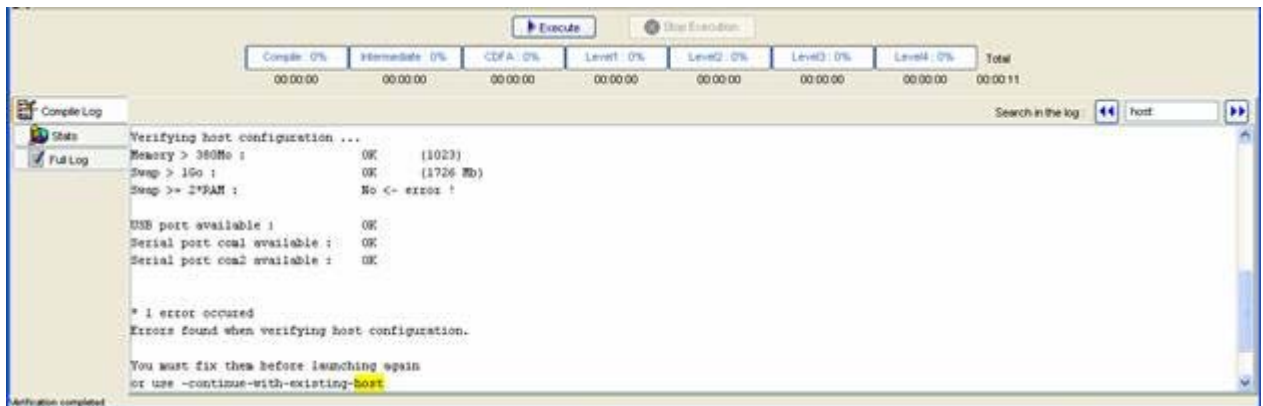 Execute Stop Execution
Compile : 0% Intermediate : 0% CDFA : 0% Level1 : 0% Level2 : 0% Level3 : 0% Level4 : 0% Total
00:00:00 00:00:00 00:00:00 00:00:00 00:00:00 00:00:00 00:00:00 00:00:11
Compile Log Search in the log : host
Stats
Full Log
Verifying host configuration ...
Memory > 380Mo : OK (1023)
Swap > 1Go : OK (1726 Mb)
Swap >= 2*RAM : No <- error !
USB port available : OK
Serial port com1 available : OK
Serial port com2 available : OK
* 1 error occured
Errors found when verifying host configuration.
You must fix them before launching again
or use -continue-with-existing-host
Verification completed